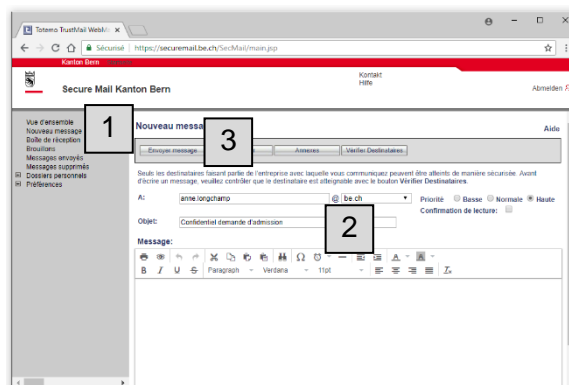 Totemo TrustMail WebM
Sécurisé https://securemail.be.ch/SecMail/main.jsp
Kanton Bern
Kontakt
Hilfe
Secure Mail Kanton Bern
Abmelden
Vue d'ensemble
Nouveau message
Boîte de réception
Brouillons
Messages envoyés
Messages supprimés
Dossiers personnels
Préférences
1
Nouveau messa
3
Aide
Envoyer message
Annexes
Vérifier Destinataires
Seuls les destinataires faisant partie de l'entreprise avec laquelle vous communiquez peuvent être atteints de manière sécurisée. Avant
d'écrire un message, veuillez contrôler que le destinataire est atteignable avec le bouton Vérifier Destinataires.
A: anne.longchamp @ be.ch
Priorité Basse Normale Haute
Confirmation de lecture:
Objet: Confidentiel demande d'admission
2
Message:
B I U S Paragraph Verdana 11pt